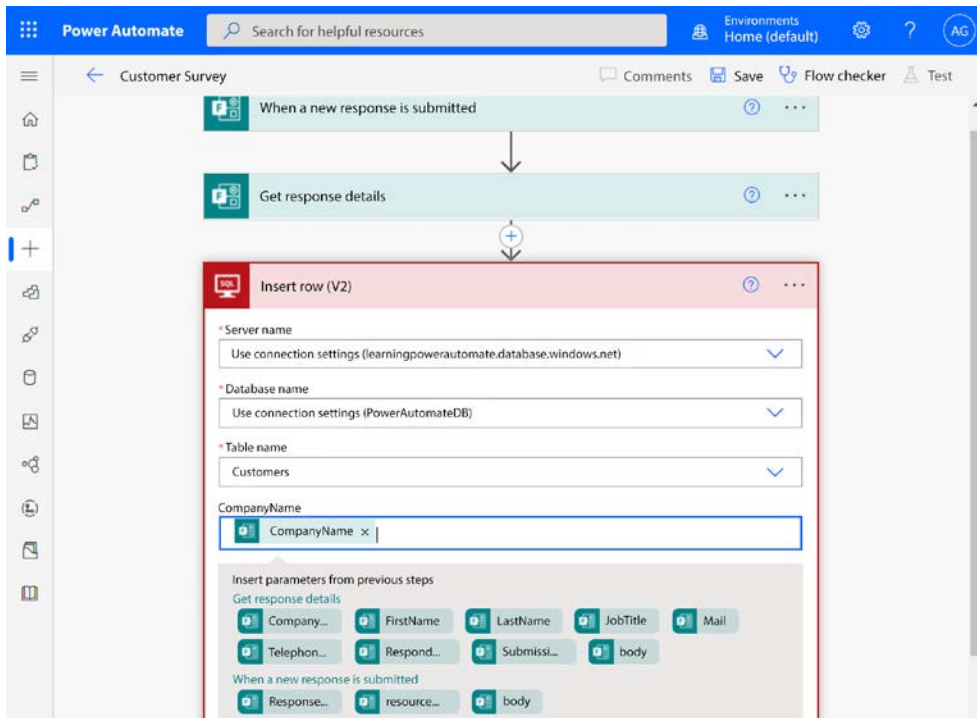 Power Automate
Search for helpful resources
Environments
Home (default)
?
AG
Customer Survey
Comments
Save
Flow checker
Test
When a new response is submitted
?
...
Get response details
?
...
+
SQL
Insert row (V2)
?
...
*Server name
Use connection settings (learningpowerautomate.database.windows.net)
*Database name
Use connection settings (PowerAutomateDB)
*Table name
Customers
CompanyName
CompanyName ×
Insert parameters from previous steps
Get response details
Company... FirstName LastName JobTitle Mail
Telephon... Respond... Submissi... body
When a new response is submitted
Response... resource... body